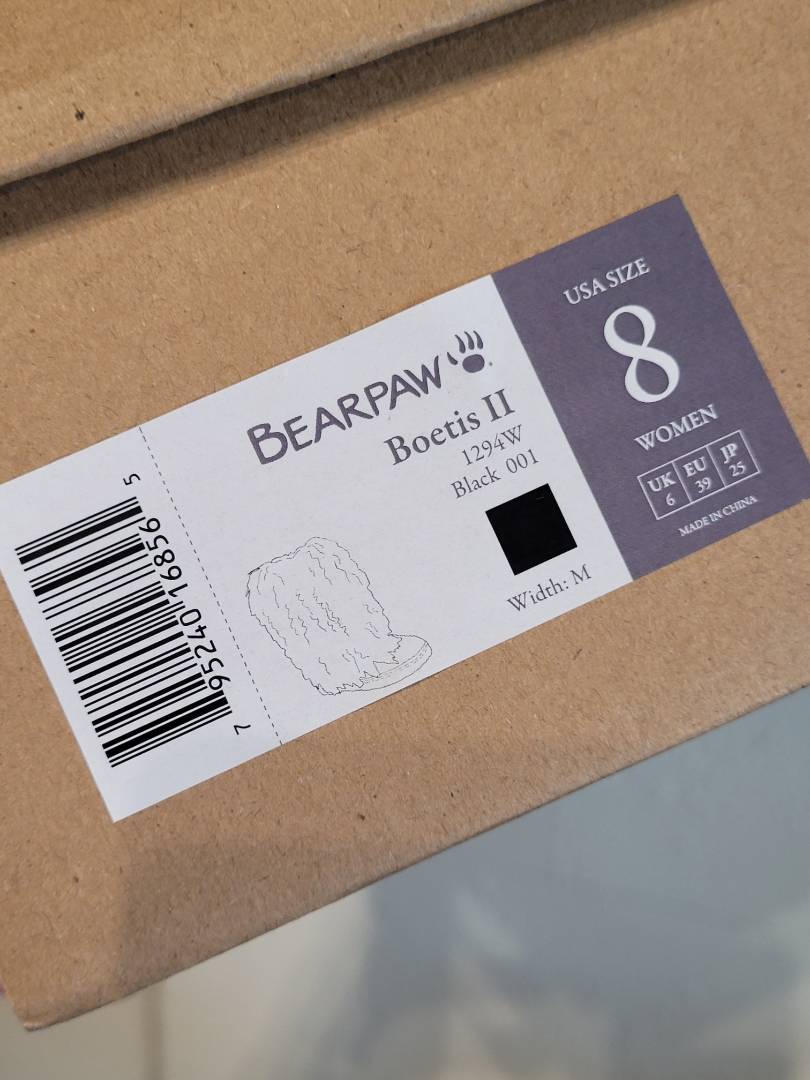 7 95240 16856 5
BEARPAW
Boetis II
1294W
Black 001
Width: M
USA SIZE
8
WOMEN
UK EU JP
6 39 25
MADE IN CHINA